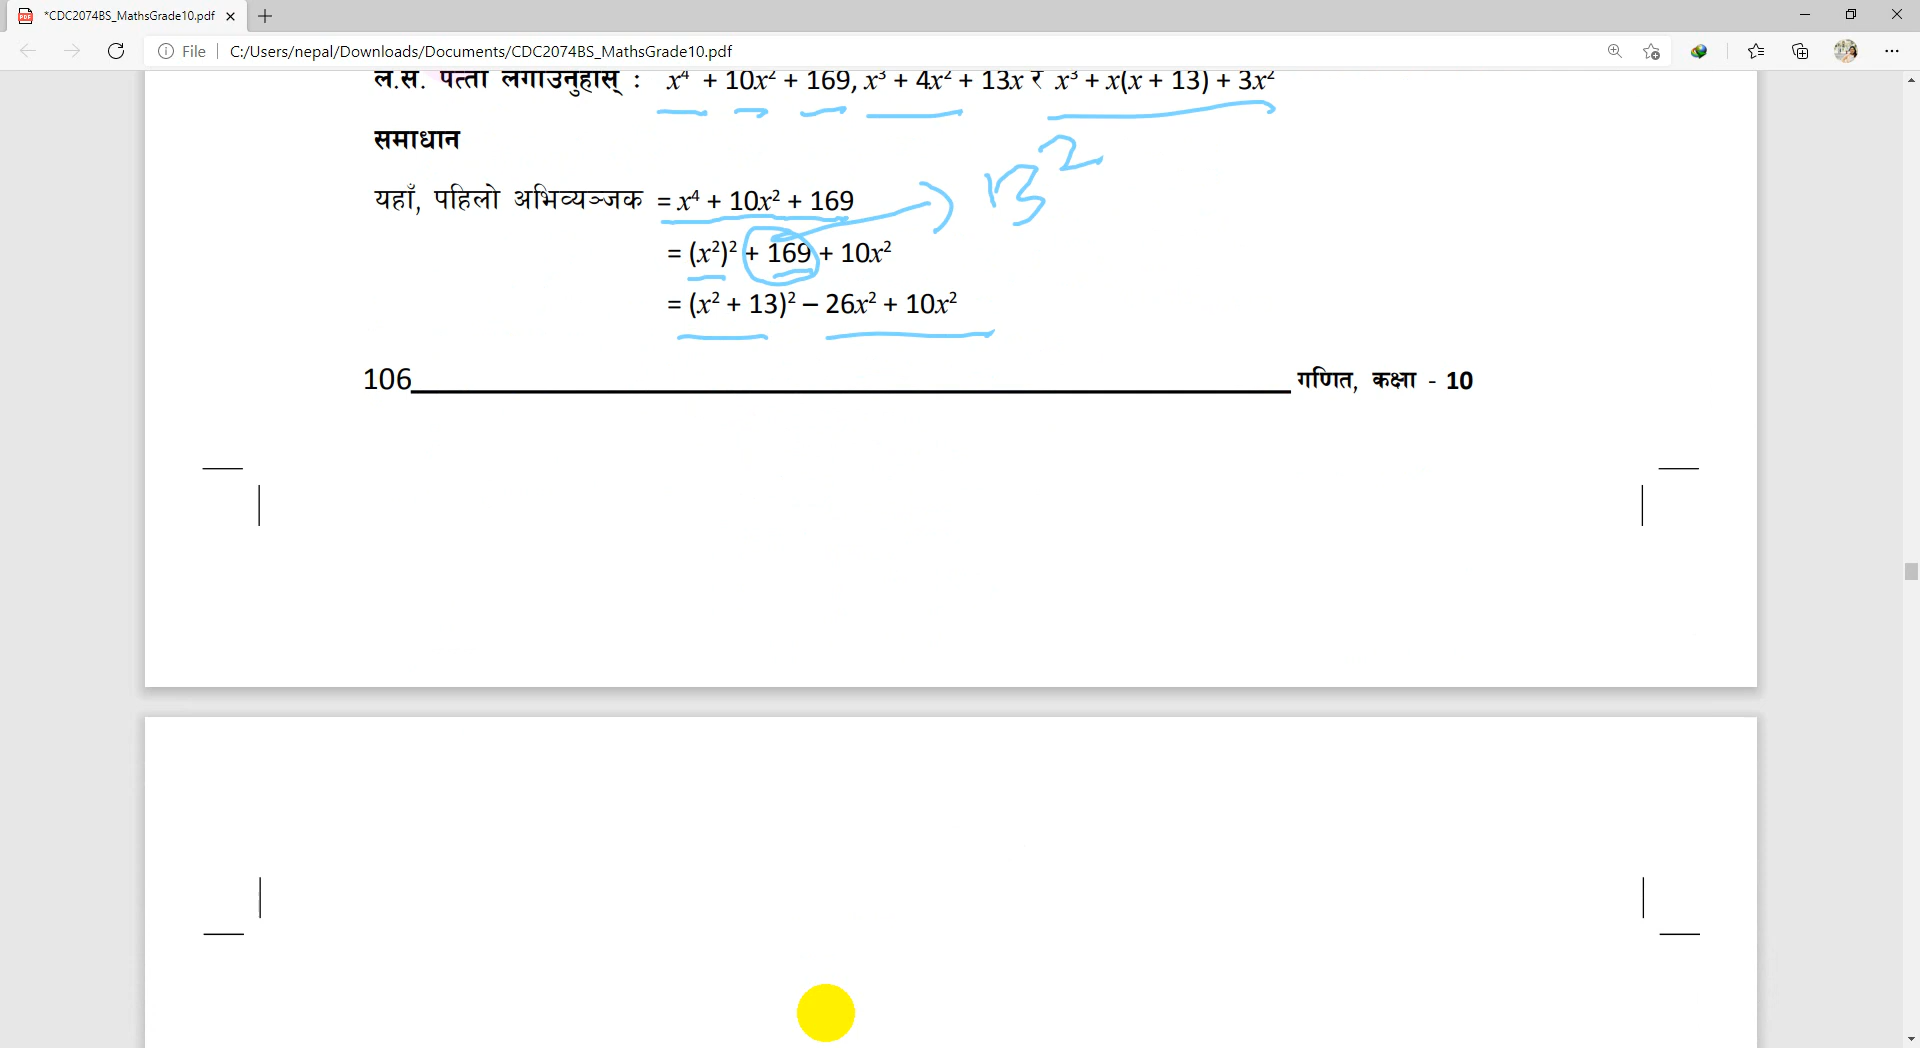 *CDC2074BS_MathsGrade10.pdf
File C:/Users/nepal/Downloads/Documents/CDC2074BS_MathsGrade10.pdf
ल.स. पत्ता लगाउनुहोस् : x⁴ + 10x² + 169, x³ + 4x² + 13x र x³ + x(x + 13) + 3x²
समाधान
यहाँ, पहिलो अभिव्यञ्जक = x⁴ + 10x² + 169
13²
= (x²)² + 169 + 10x²
= (x² + 13)² – 26x² + 10x²
106 गणित, कक्षा - 10